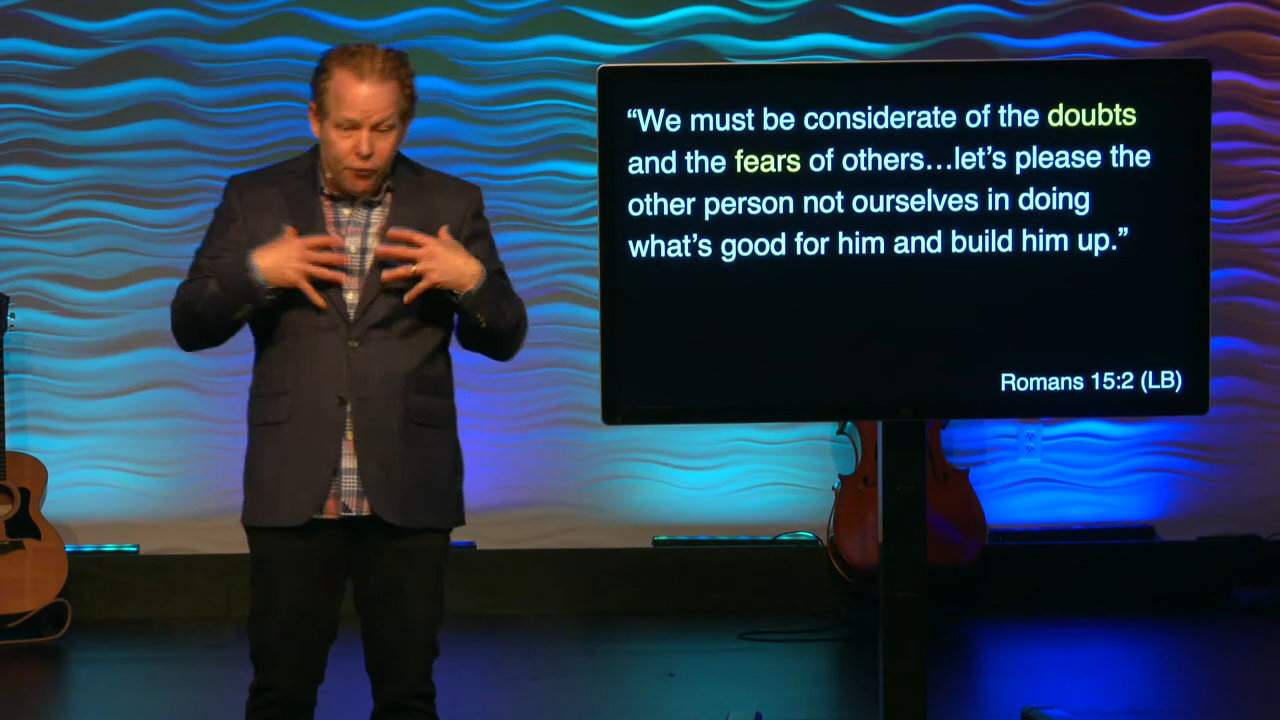 “We must be considerate of the doubts
and the fears of others…let’s please the
other person not ourselves in doing
what’s good for him and build him up.”
Romans 15:2 (LB)